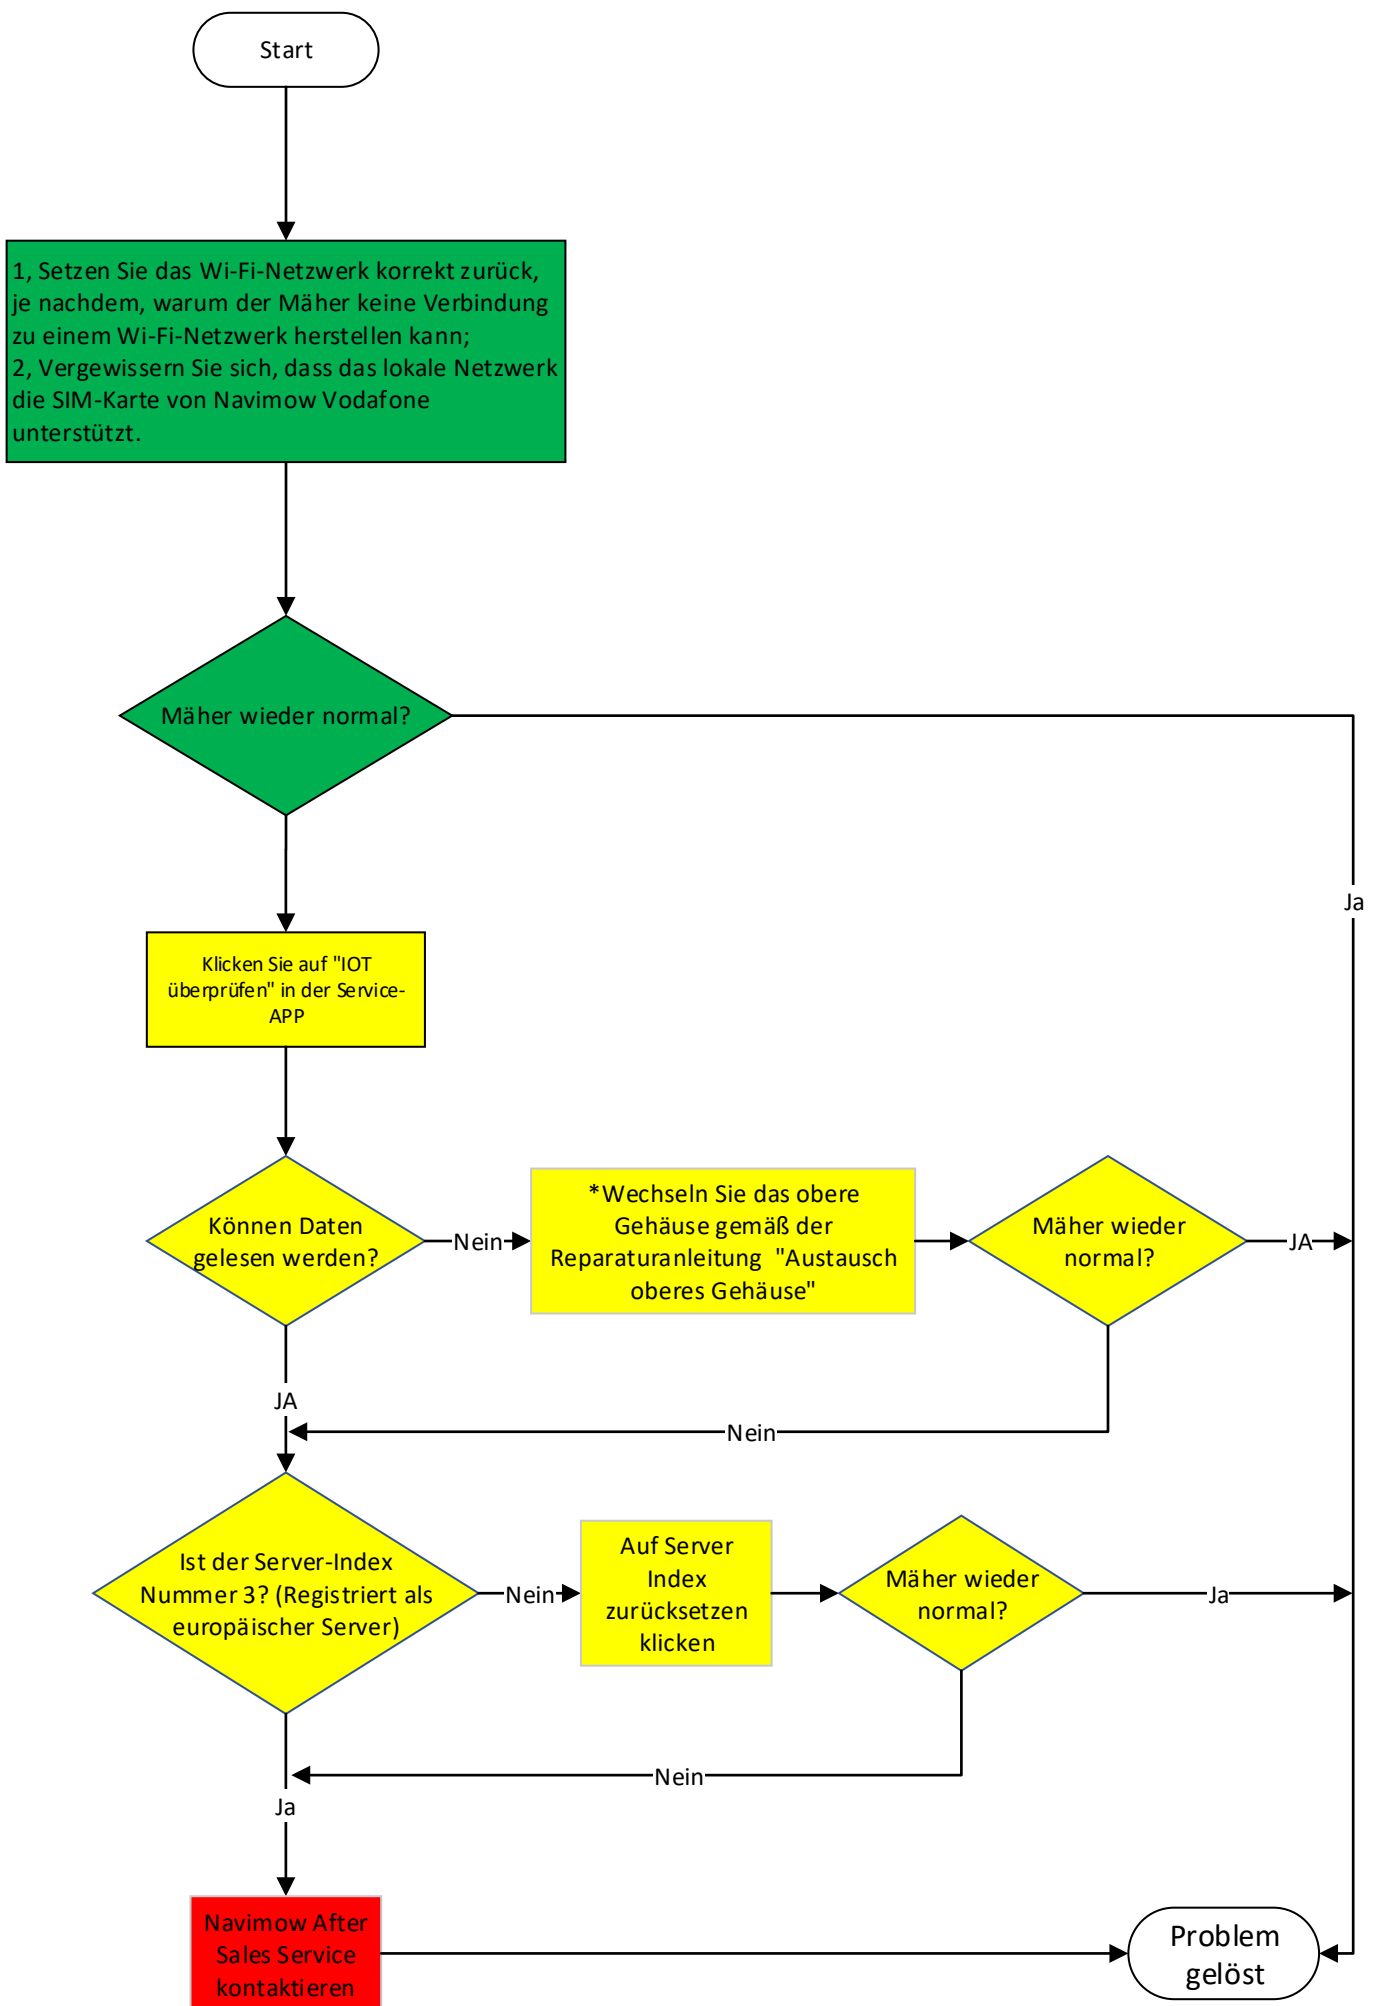 Start
1, Setzen Sie das Wi-Fi-Netzwerk korrekt zurück,
je nachdem, warum der Mäher keine Verbindung
zu einem Wi-Fi-Netzwerk herstellen kann;
2, Vergewissern Sie sich, dass das lokale Netzwerk
die SIM-Karte von Navimow Vodafone
unterstützt.
Mäher wieder normal?
Ja
Klicken Sie auf "IOT
überprüfen" in der Service-
APP
Können Daten
gelesen werden?
Nein
*Wechseln Sie das obere
Gehäuse gemäß der
Reparaturanleitung "Austausch
oberes Gehäuse"
Mäher wieder
normal?
JA
JA
Nein
Ist der Server-Index
Nummer 3? (Registriert als
europäischer Server)
Nein
Auf Server
Index
zurücksetzen
klicken
Mäher wieder
normal?
Ja
Nein
Ja
Navimow After
Sales Service
kontaktieren
Problem
gelöst